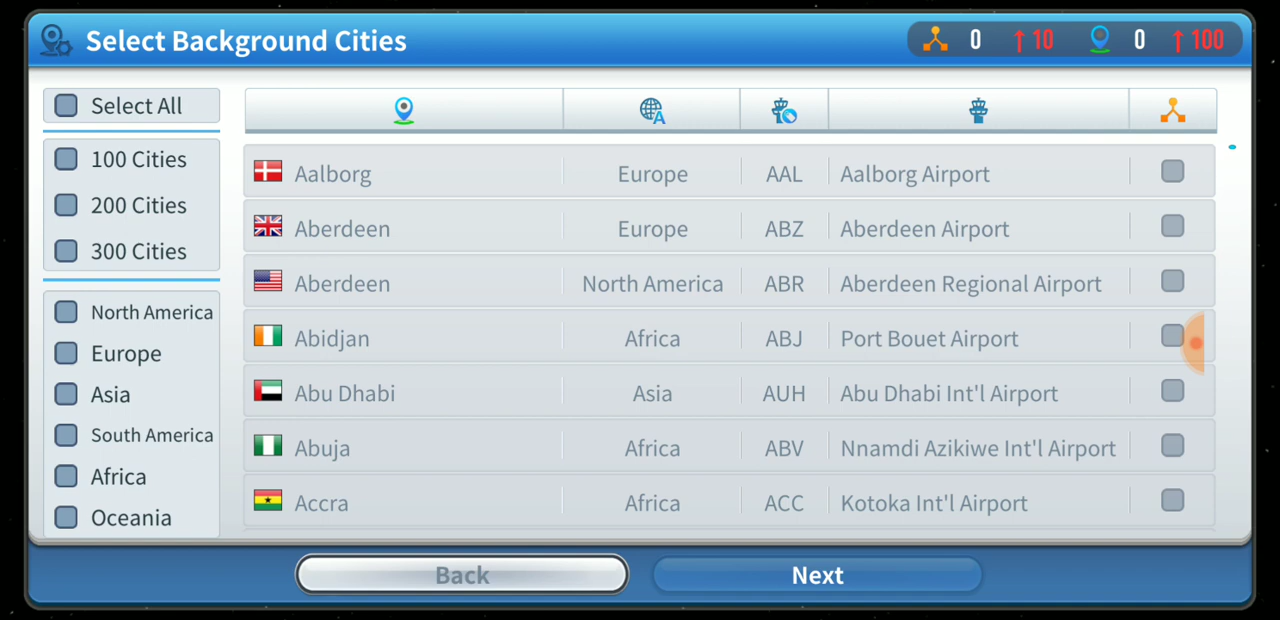 Select Background Cities 0 ↑10 0 ↑100
Select All
100 Cities
200 Cities
300 Cities
North America
Europe
Asia
South America
Africa
Oceania
A
Aalborg Europe AAL Aalborg Airport
Aberdeen Europe ABZ Aberdeen Airport
Aberdeen North America ABR Aberdeen Regional Airport
Abidjan Africa ABJ Port Bouet Airport
Abu Dhabi Asia AUH Abu Dhabi Int'l Airport
Abuja Africa ABV Nnamdi Azikiwe Int'l Airport
Accra Africa ACC Kotoka Int'l Airport
Back Next